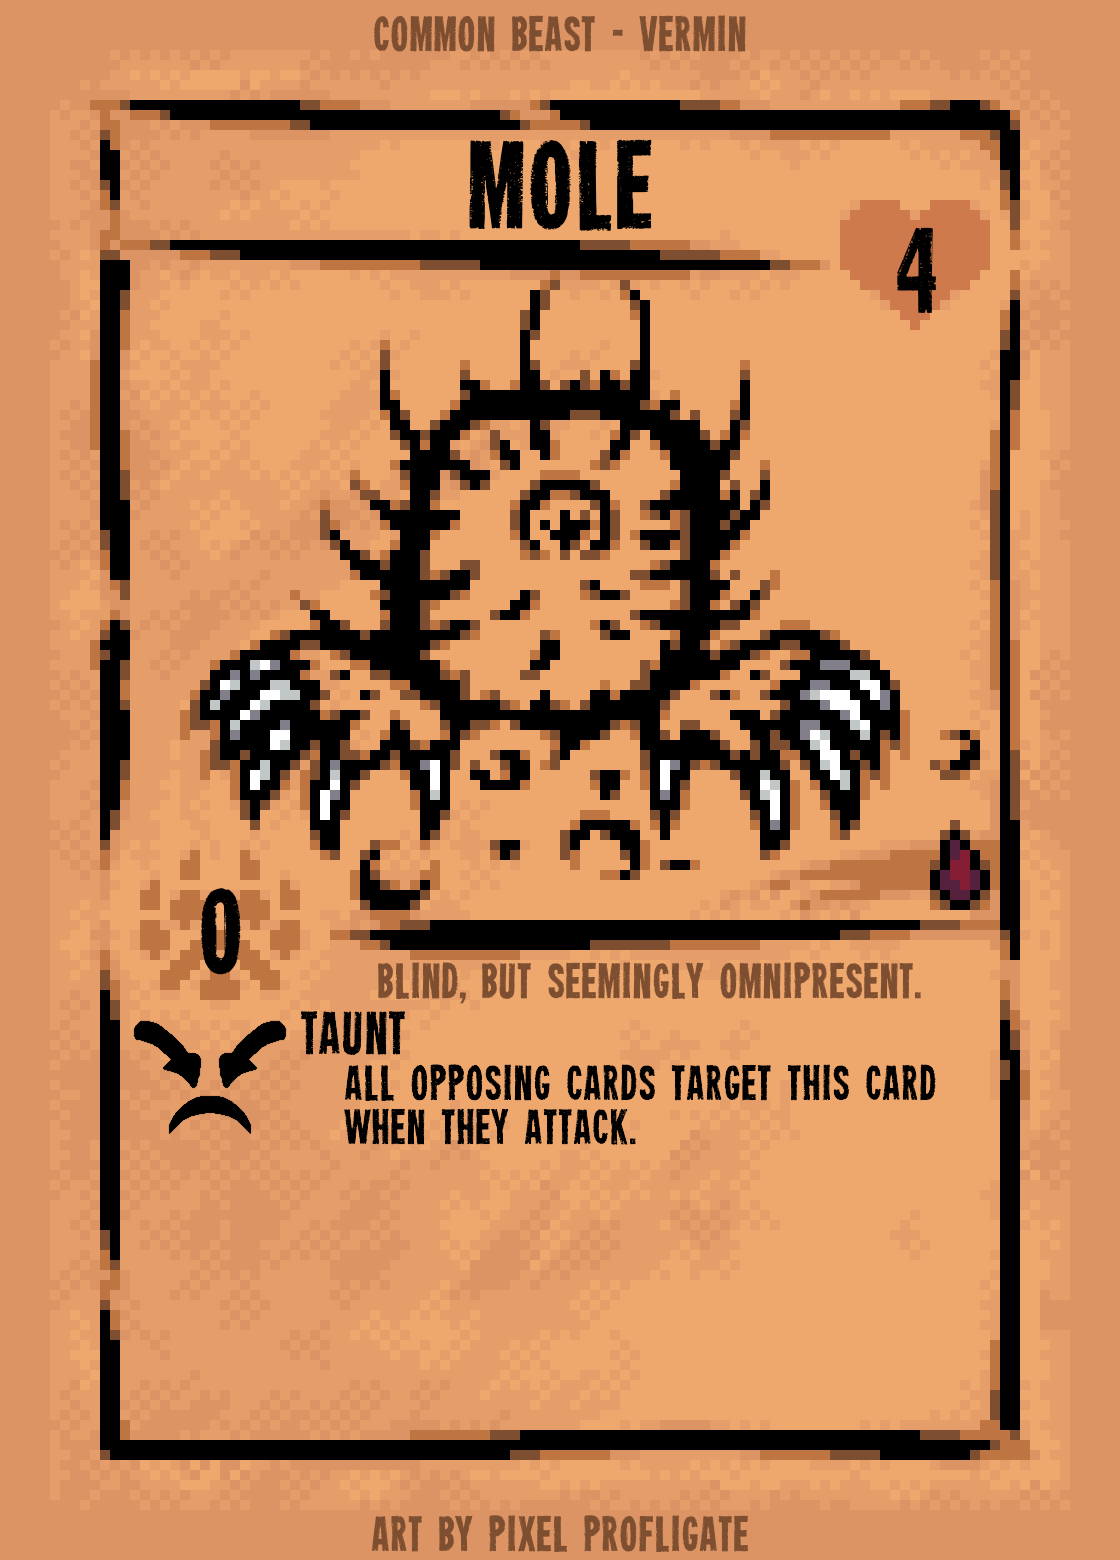 COMMON BEAST - VERMIN
MOLE
4
0
BLIND, BUT SEEMINGLY OMNIPRESENT.
TAUNT
ALL OPPOSING CARDS TARGET THIS CARD
WHEN THEY ATTACK.
ART BY PIXEL PROFLIGATE